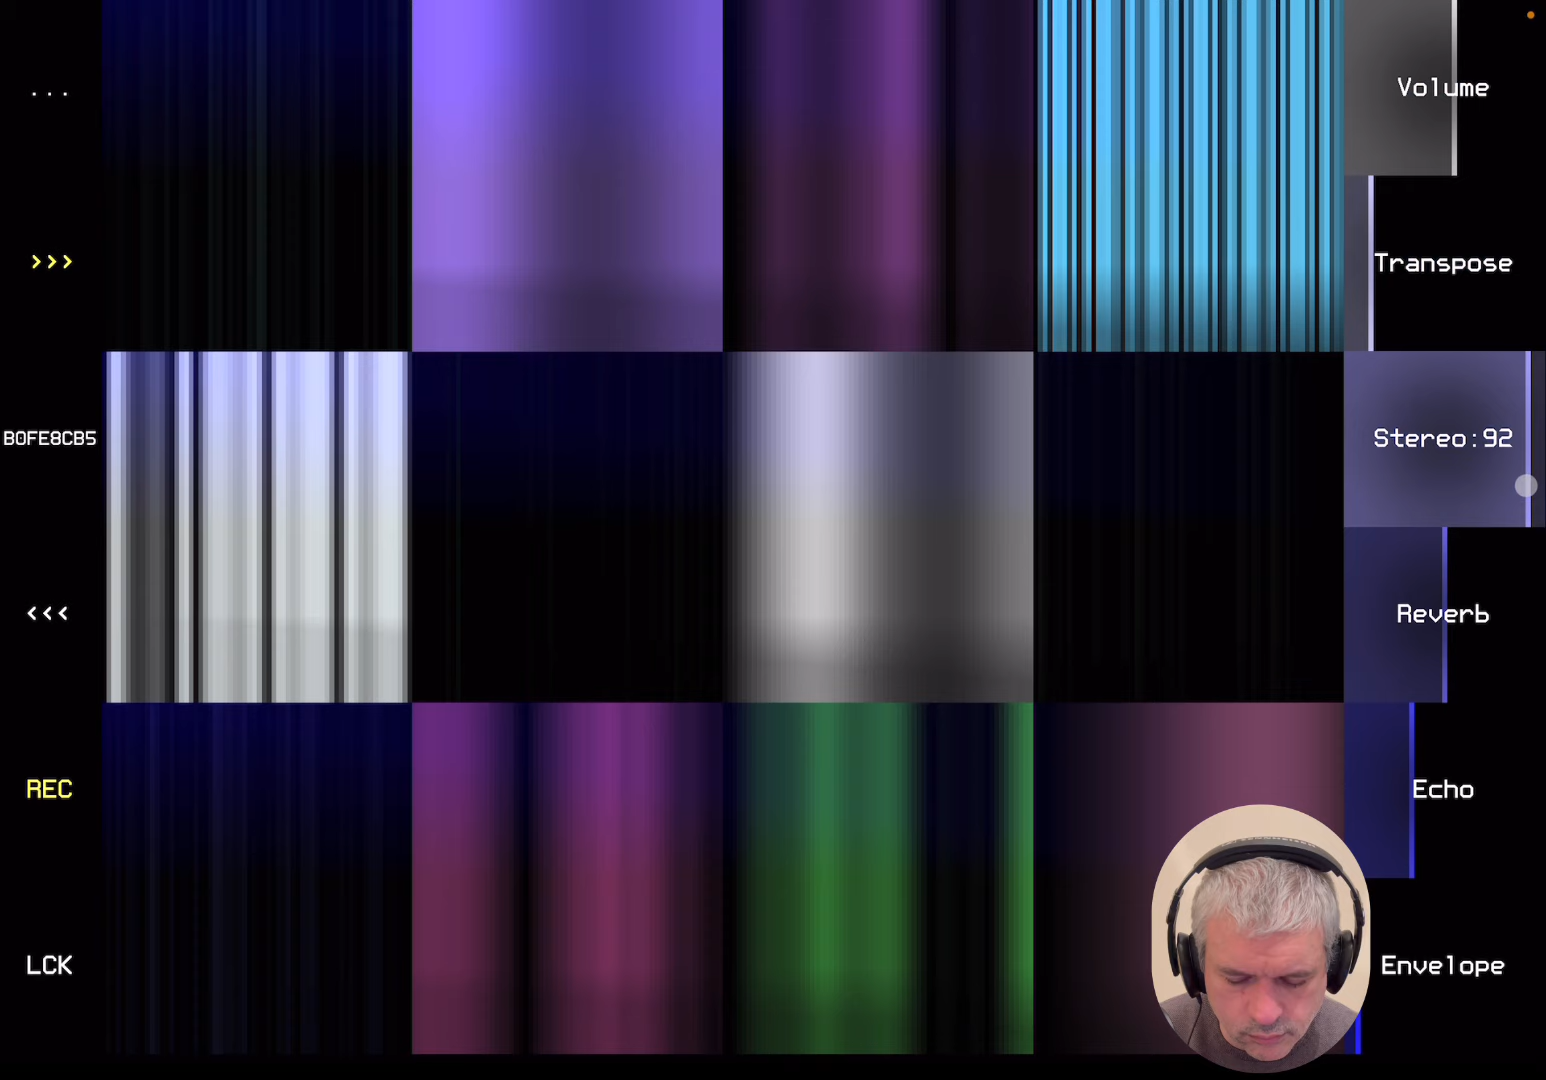 ...
Volume
>>>
Transpose
B0FE8CB5
Stereo:92
<<<
Reverb
REC
Echo
LCK
Envelope